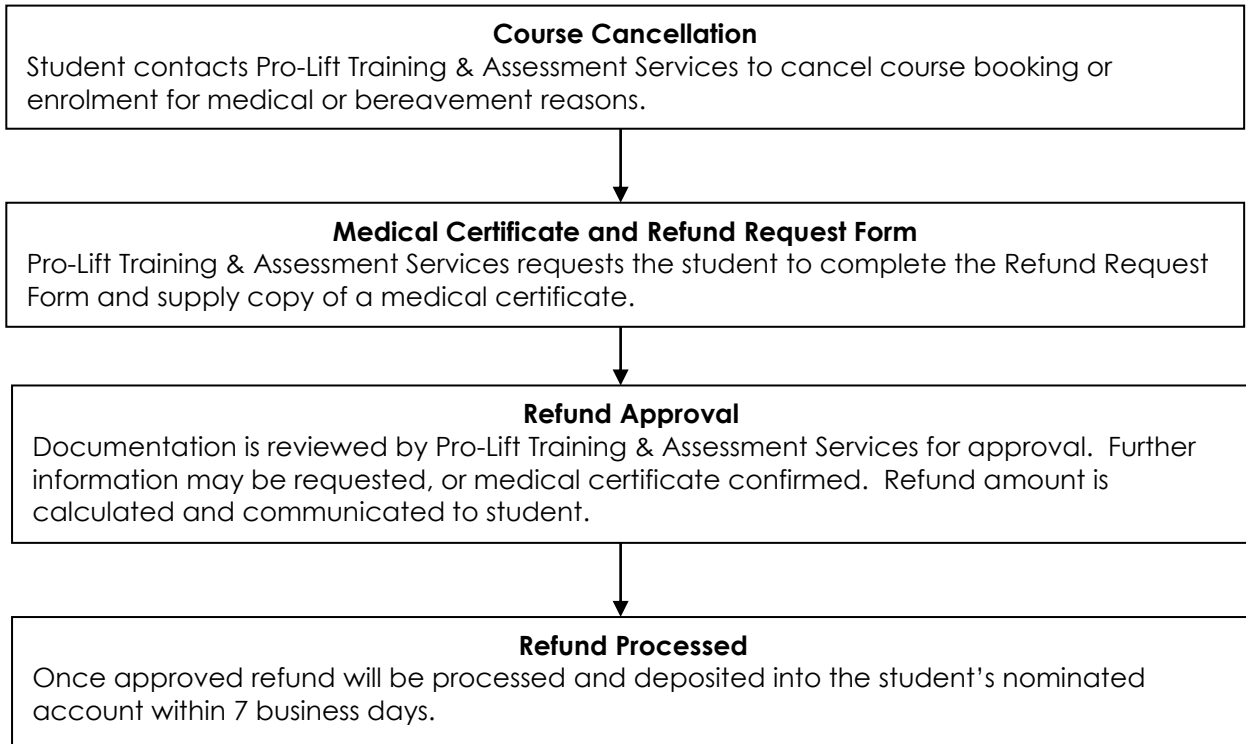 Course Cancellation
Student contacts Pro-Lift Training & Assessment Services to cancel course booking or
enrolment for medical or bereavement reasons.
Medical Certificate and Refund Request Form
Pro-Lift Training & Assessment Services requests the student to complete the Refund Request
Form and supply copy of a medical certificate.
Refund Approval
Documentation is reviewed by Pro-Lift Training & Assessment Services for approval.  Further
information may be requested, or medical certificate confirmed.  Refund amount is
calculated and communicated to student.
Refund Processed
Once approved refund will be processed and deposited into the student’s nominated
account within 7 business days.